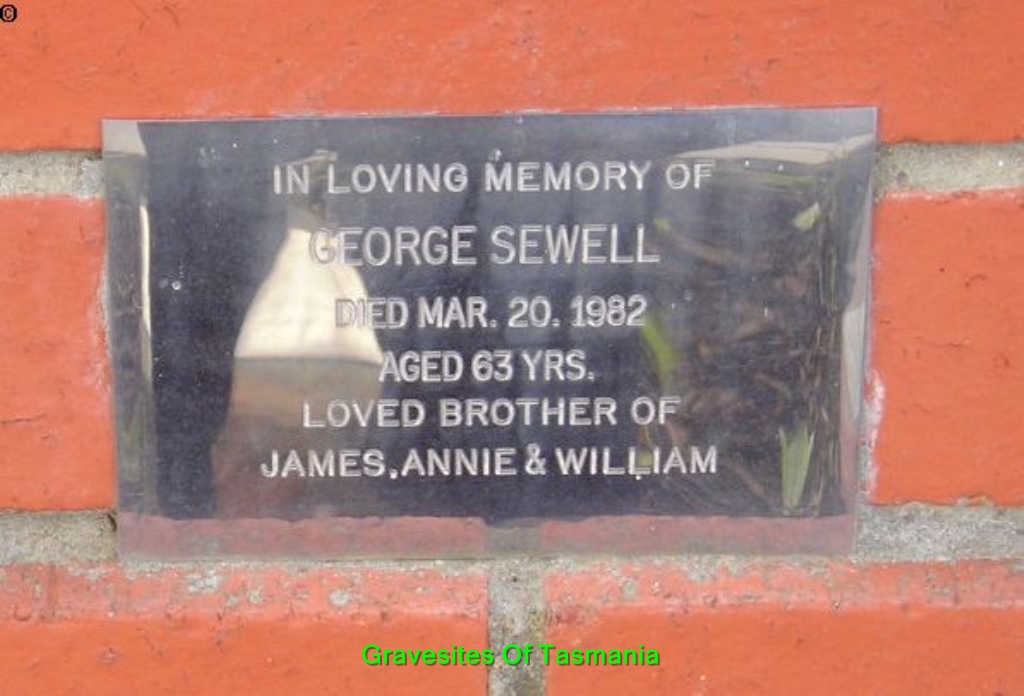 ©
IN LOVING MEMORY OF
GEORGE SEWELL
DIED MAR. 20. 1982
AGED 63 YRS.
LOVED BROTHER OF
JAMES, ANNIE & WILLIAM
Gravesites Of Tasmania